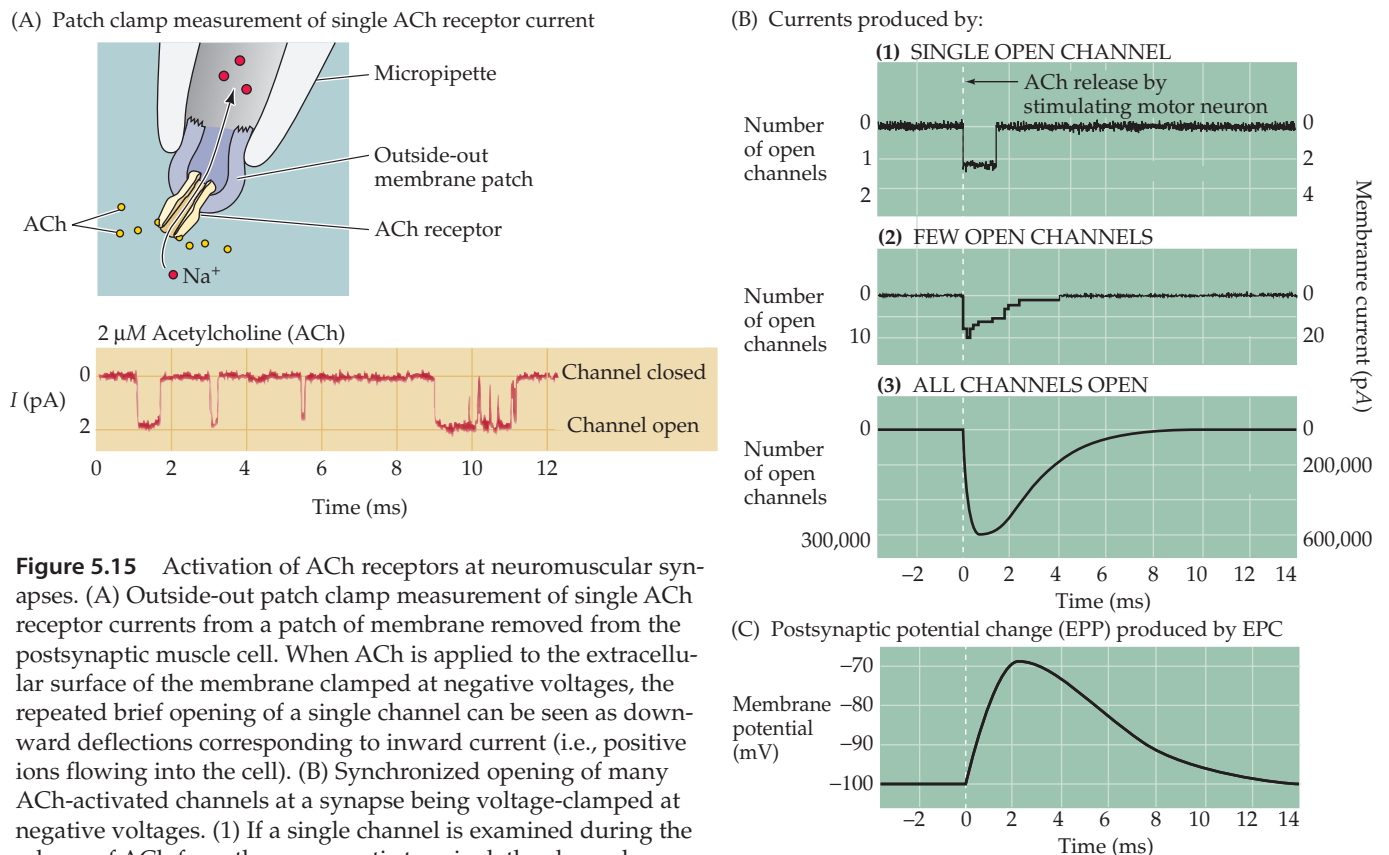 (A) Patch clamp measurement of single ACh receptor current
Micropipette
Outside-out
membrane patch
ACh
ACh receptor
Na⁺
2 μM Acetylcholine (ACh)
0
Channel closed
I (pA)
2
Channel open
0 2 4 6 8 10 12
Time (ms)
Figure 5.15 Activation of ACh receptors at neuromuscular syn-
apses. (A) Outside-out patch clamp measurement of single ACh
receptor currents from a patch of membrane removed from the
postsynaptic muscle cell. When ACh is applied to the extracellu-
lar surface of the membrane clamped at negative voltages, the
repeated brief opening of a single channel can be seen as down-
ward deflections corresponding to inward current (i.e., positive
ions flowing into the cell). (B) Synchronized opening of many
ACh-activated channels at a synapse being voltage-clamped at
negative voltages. (1) If a single channel is examined during the
(B) Currents produced by:
(1) SINGLE OPEN CHANNEL
ACh release by
stimulating motor neuron
Number
of open
channels
0
1
2
0
2
4
(2) FEW OPEN CHANNELS
Number
of open
channels
0
10
0
20
(3) ALL CHANNELS OPEN
Number
of open
channels
0
300,000
0
200,000
600,000
Membranre current (pA)
−2 0 2 4 6 8 10 12 14
Time (ms)
(C) Postsynaptic potential change (EPP) produced by EPC
Membrane
potential
(mV)
−70
−80
−90
−100
−2 0 2 4 6 8 10 12 14
Time (ms)